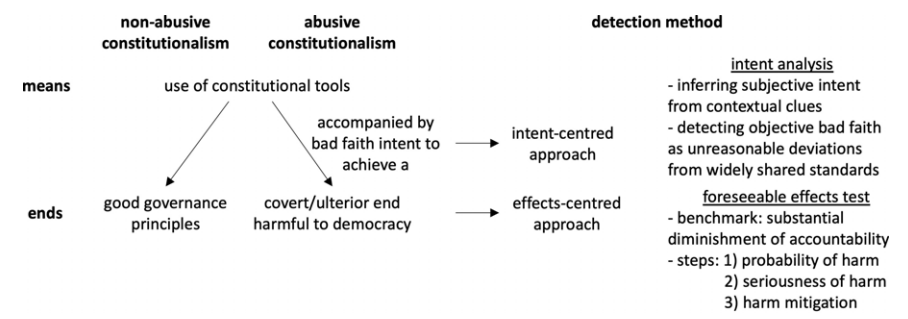 non-abusive
constitutionalism
abusive
constitutionalism
detection method
means
use of constitutional tools
accompanied by
bad faith intent to
achieve a
intent-centred
approach
intent analysis
- inferring subjective intent
from contextual clues
- detecting objective bad faith
as unreasonable deviations
from widely shared standards
ends
good governance
principles
covert/ulterior end
harmful to democracy
effects-centred
approach
foreseeable effects test
- benchmark: substantial
diminishment of accountability
- steps: 1) probability of harm
2) seriousness of harm
3) harm mitigation